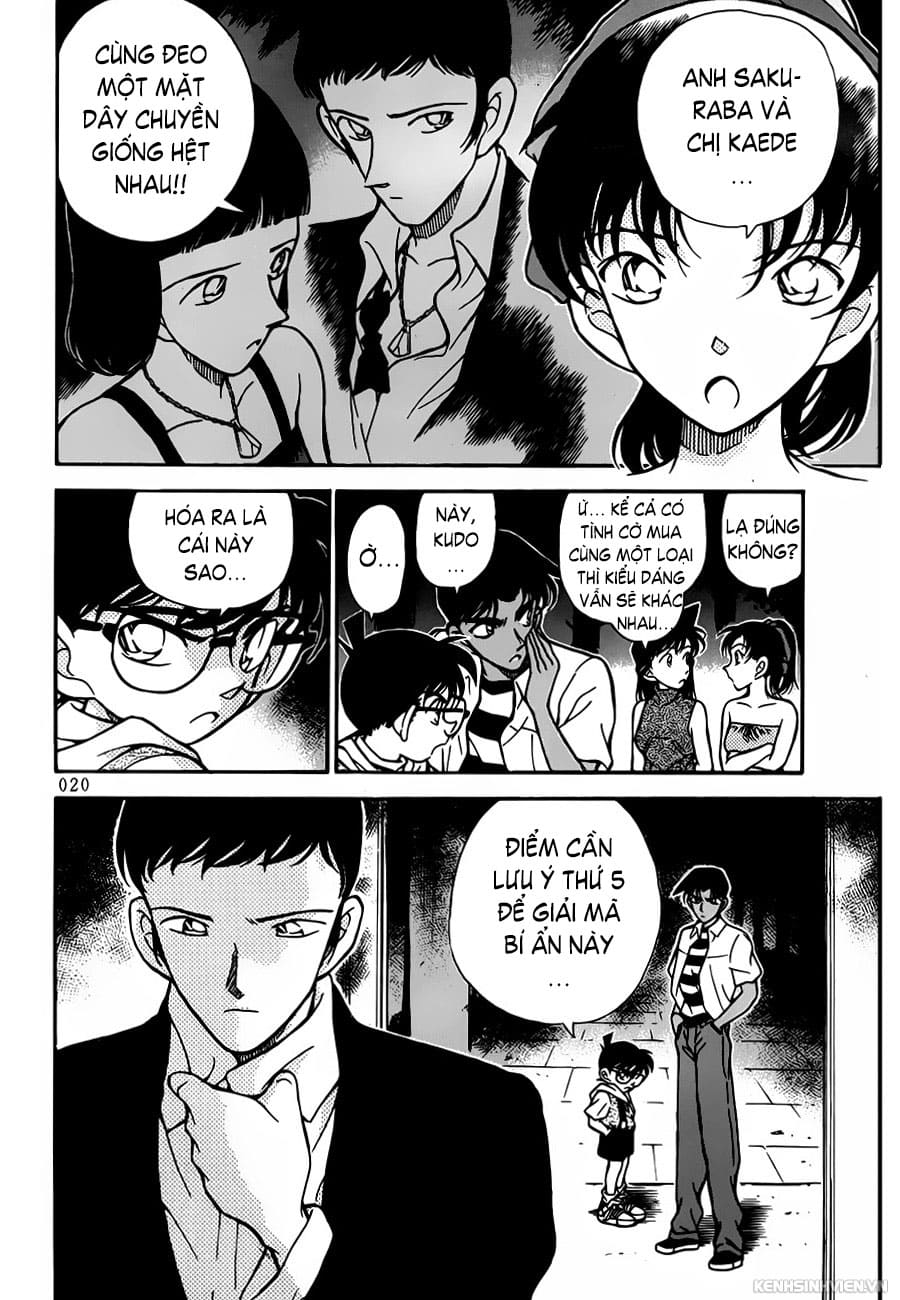 ANH SAKU-
RABA VÀ
CHỊ KAEDE
...
CÙNG ĐEO
MỘT MẶT
DÂY CHUYỀN
GIỐNG HỆT
NHAU!!
LẠ ĐÚNG
KHÔNG?
Ừ... KỂ CẢ CÓ
TÌNH CỜ MUA
CÙNG MỘT LOẠI
THÌ KIỂU DÁNG
VẪN SẼ KHÁC
NHAU...
NÀY,
KUDO
...
Ờ...
HÓA RA LÀ
CÁI NÀY
SAO...
020
ĐIỂM CẦN
LƯU Ý THỨ 5
ĐỂ GIẢI MÃ
BÍ ẨN NÀY
...
KENHSINHVIEN.VN